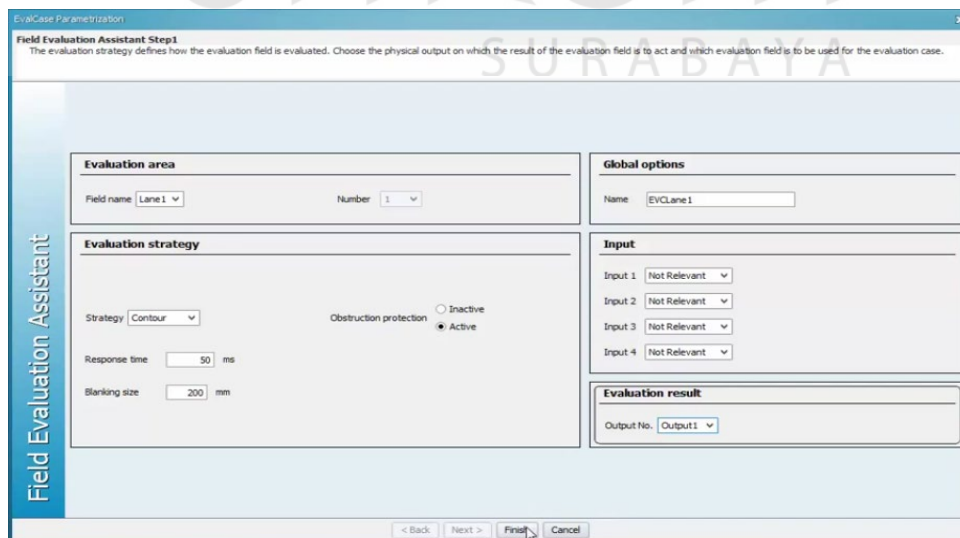 EvalCase Parametrization
Field Evaluation Assistant Step1
The evaluation strategy defines how the evaluation field is evaluated. Choose the physical output on which the result of the evaluation field is to act and which evaluation field is to be used for the evaluation case.
SURABAYA
Field Evaluation Assistant
Evaluation area
Field name Lane1
Number 1
Global options
Name EVCLane1
Evaluation strategy
Strategy Contour
Obstruction protection
Inactive
Active
Response time 50 ms
Blanking size 200 mm
Input
Input 1 Not Relevant
Input 2 Not Relevant
Input 3 Not Relevant
Input 4 Not Relevant
Evaluation result
Output No. Output1
< Back Next > Finish Cancel